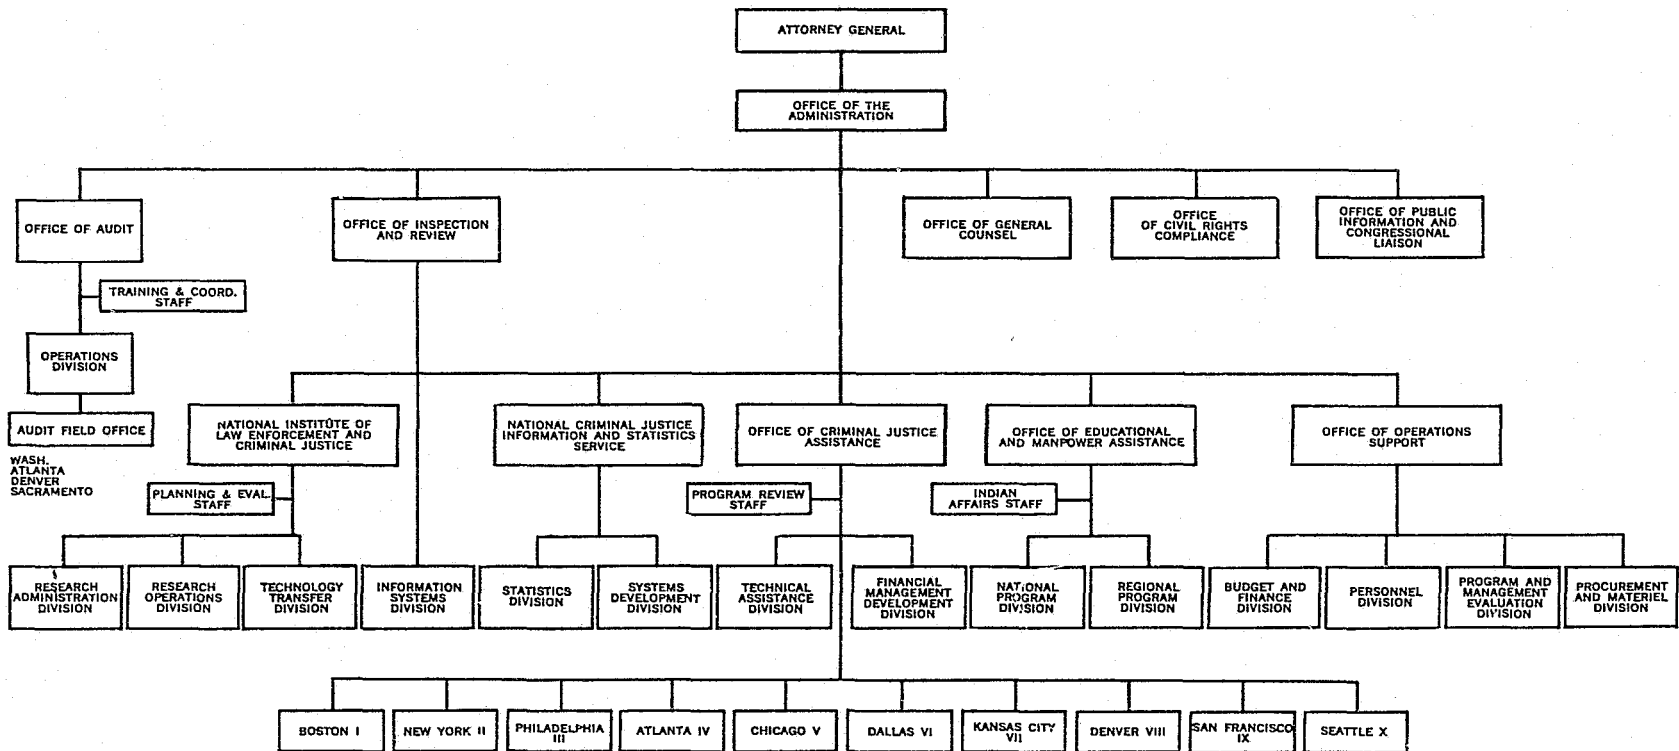 ATTORNEY GENERAL
OFFICE OF THE
ADMINISTRATION
OFFICE OF AUDIT
OFFICE OF INSPECTION
AND REVIEW
OFFICE OF GENERAL
COUNSEL
OFFICE
OF CIVIL RIGHTS
COMPLIANCE
OFFICE OF PUBLIC
INFORMATION AND
CONGRESSIONAL
LIAISON
TRAINING & COORD.
STAFF
OPERATIONS
DIVISION
AUDIT FIELD OFFICE
WASH.
ATLANTA
DENVER
SACRAMENTO
NATIONAL INSTITUTE OF
LAW ENFORCEMENT AND
CRIMINAL JUSTICE
NATIONAL CRIMINAL JUSTICE
INFORMATION AND STATISTICS
SERVICE
OFFICE OF CRIMINAL JUSTICE
ASSISTANCE
OFFICE OF EDUCATIONAL
AND MANPOWER ASSISTANCE
OFFICE OF OPERATIONS
SUPPORT
PLANNING & EVAL.
STAFF
PROGRAM REVIEW
STAFF
INDIAN
AFFAIRS STAFF
RESEARCH
ADMINISTRATION
DIVISION
RESEARCH
OPERATIONS
DIVISION
TECHNOLOGY
TRANSFER
DIVISION
INFORMATION
SYSTEMS
DIVISION
STATISTICS
DIVISION
SYSTEMS
DEVELOPMENT
DIVISION
TECHNICAL
ASSISTANCE
DIVISION
FINANCIAL
MANAGEMENT
DEVELOPMENT
DIVISION
NATIONAL
PROGRAM
DIVISION
REGIONAL
PROGRAM
DIVISION
BUDGET AND
FINANCE
DIVISION
PERSONNEL
DIVISION
PROGRAM AND
MANAGEMENT
EVALUATION
DIVISION
PROCUREMENT
AND MATERIEL
DIVISION
BOSTON I
NEW YORK II
PHILADELPHIA
III
ATLANTA IV
CHICAGO V
DALLAS VI
KANSAS CITY
VII
DENVER VIII
SAN FRANCISCO
IX
SEATTLE X